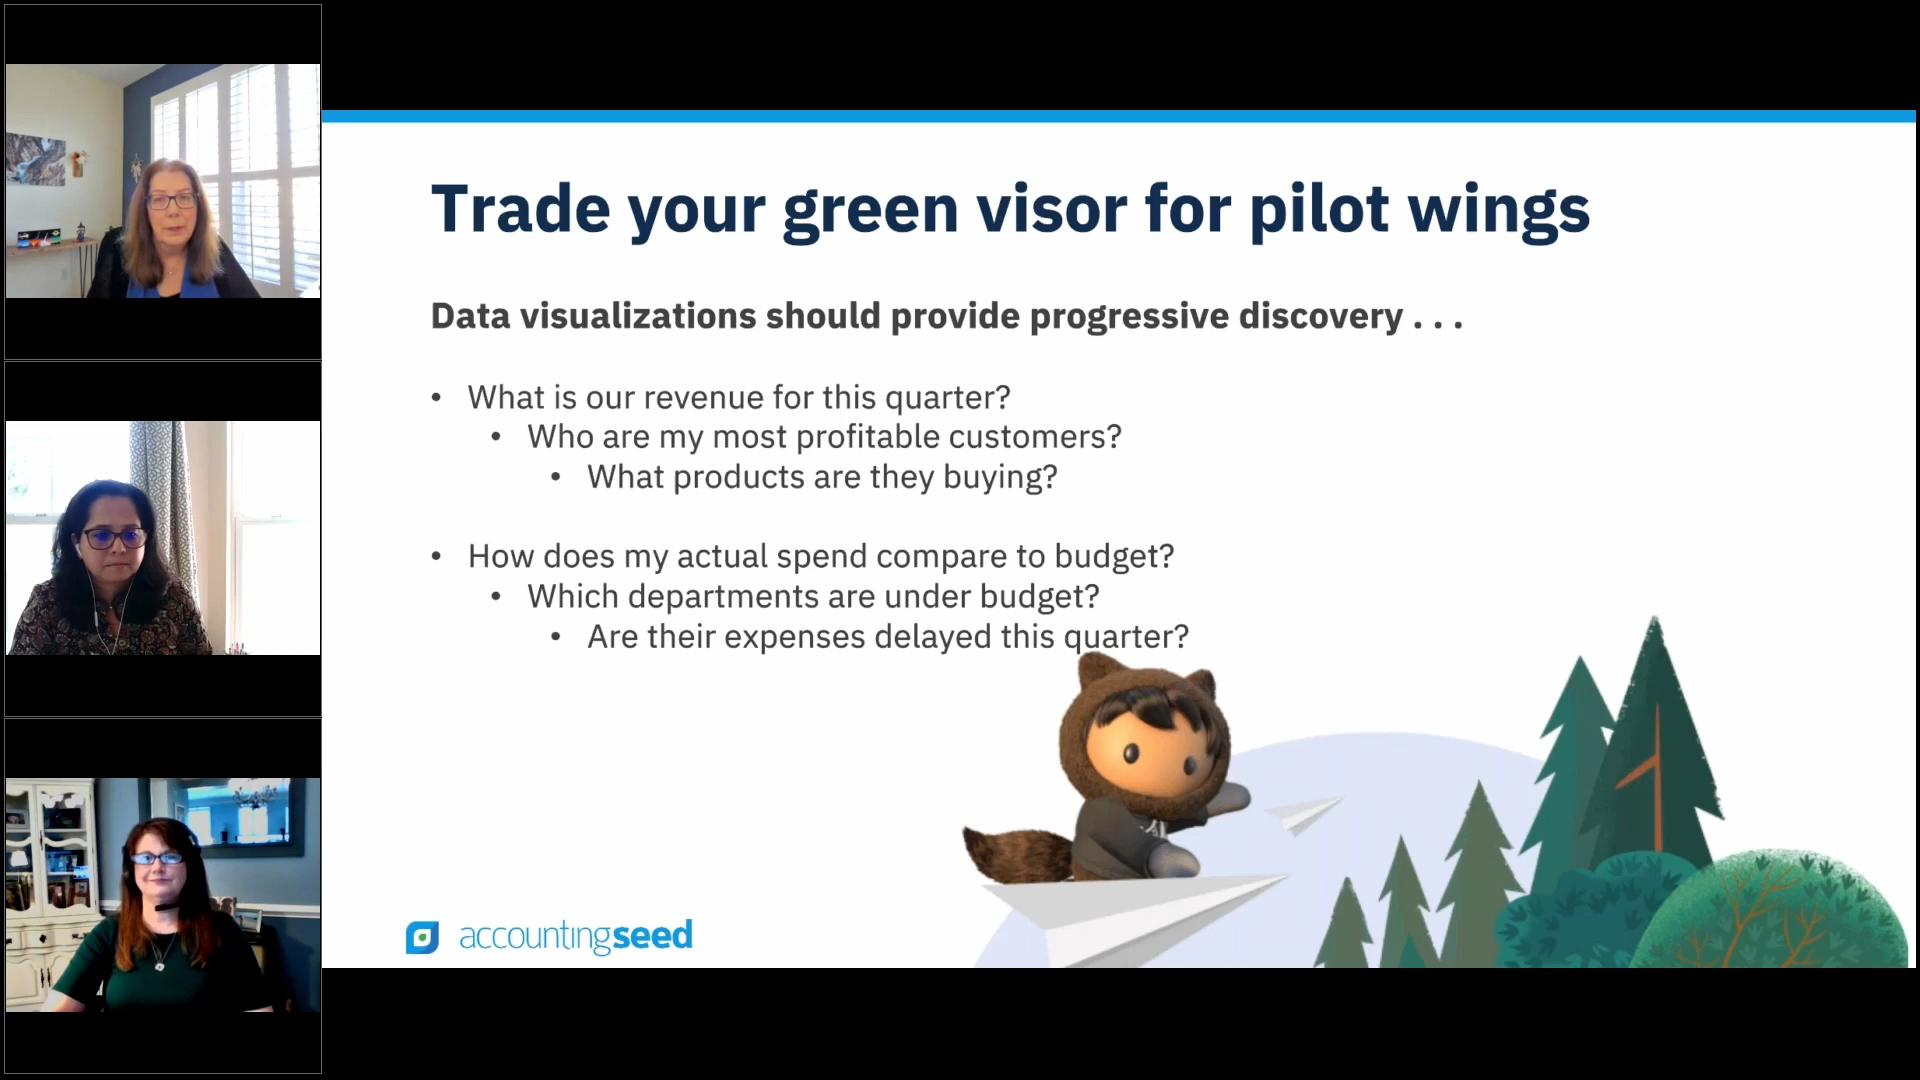 Trade your green visor for pilot wings
Data visualizations should provide progressive discovery . . .
• What is our revenue for this quarter?
• Who are my most profitable customers?
• What products are they buying?
• How does my actual spend compare to budget?
• Which departments are under budget?
• Are their expenses delayed this quarter?
accountingseed